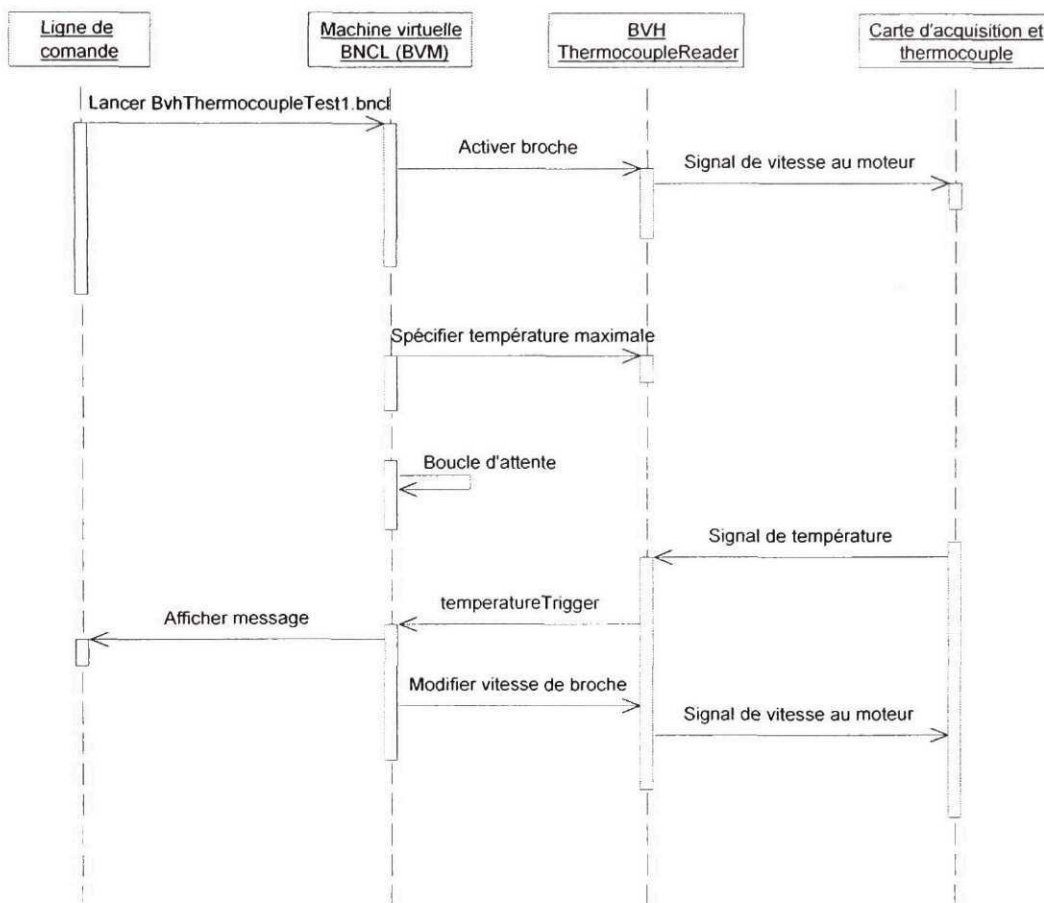 Ligne de
comande
Machine virtuelle
BNCL (BVM)
BVH
ThermocoupleReader
Carte d'acquisition et
thermocouple
Lancer BvhThermocoupleTest1.bncl
Activer broche
Signal de vitesse au moteur
Spécifier température maximale
Boucle d'attente
Signal de température
temperatureTrigger
Afficher message
Modifier vitesse de broche
Signal de vitesse au moteur